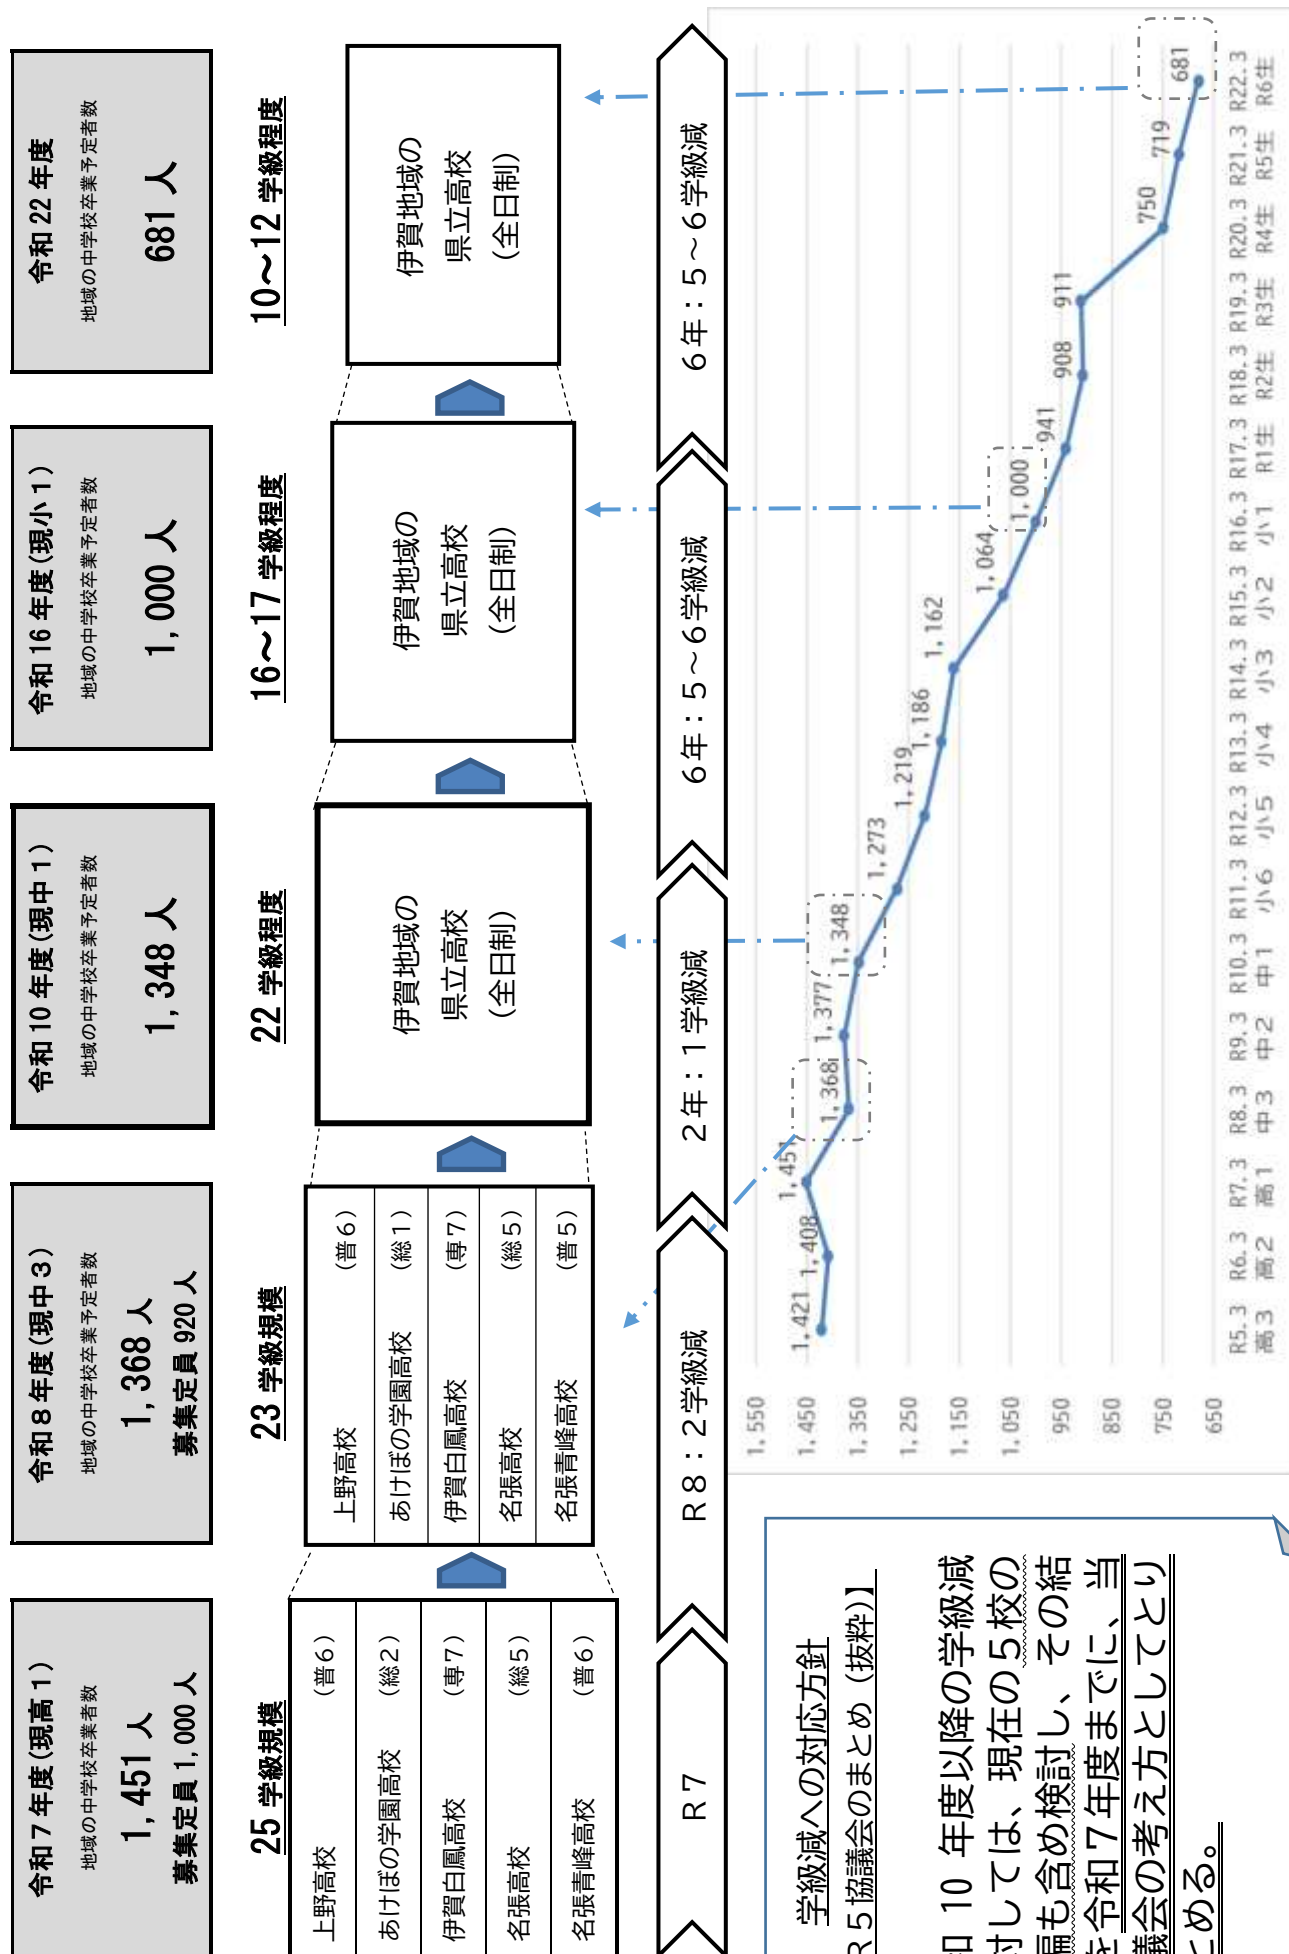 令和７年度(現高１)
地域の中学校卒業者数
1,451 人
募集定員 1,000 人
令和８年度(現中３)
地域の中学校卒業予定者数
1,368 人
募集定員 920 人
令和 10 年度(現中１)
地域の中学校卒業予定者数
1,348 人
令和 16 年度(現小１)
地域の中学校卒業予定者数
1,000 人
令和 22 年度
地域の中学校卒業予定者数
681 人
25 学級規模
23 学級規模
22 学級程度
16～17 学級程度
10～12 学級程度
上野高校 （普６）
あけぼの学園高校 （総２）
伊賀白鳳高校 （専７）
名張高校 （総５）
名張青峰高校 （普６）
上野高校 （普６）
あけぼの学園高校 （総１）
伊賀白鳳高校 （専７）
名張高校 （総５）
名張青峰高校 （普５）
伊賀地域の
県立高校
(全日制)
伊賀地域の
県立高校
(全日制)
伊賀地域の
県立高校
(全日制)
Ｒ７
Ｒ８：２学級減
２年：１学級減
６年：５～６学級減
６年：５～６学級減
学級減への対応方針
Ｒ５協議会のまとめ（抜粋）】
10 年度以降の学級減
対しては、現在の５校の
編も含め検討し、その結
を令和７年度までに、当
議会の考え方としてとり
とめる。
1,550
1,450
1,350
1,250
1,150
1,050
950
850
750
650
1,421
1,408
1,451
1,368
1,377
1,348
1,273
1,219
1,186
1,162
1,064
1,000
941
908
911
750
719
681
R5.3 R6.3 R7.3 R8.3 R9.3 R10.3 R11.3 R12.3 R13.3 R14.3 R15.3 R16.3 R17.3 R18.3 R19.3 R20.3 R21.3 R22.3
高３ 高２ 高１ 中３ 中２ 中１ 小６ 小５ 小４ 小３ 小２ 小１ R1生 R2生 R3生 R4生 R5生 R6生